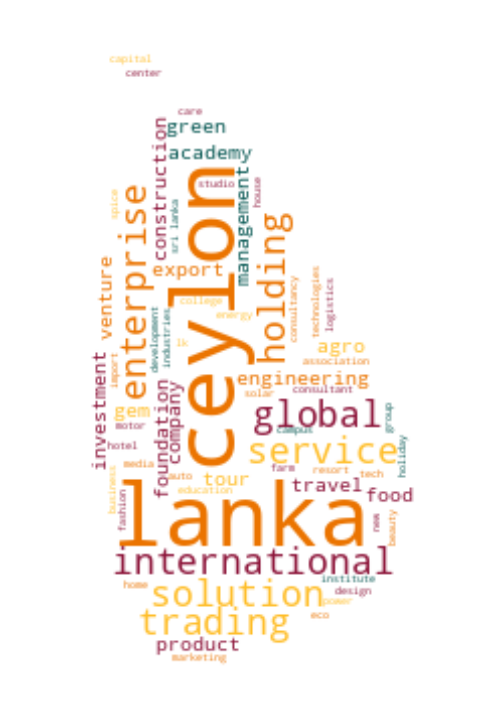 capital
center
care
green
construction
academy
studio
house
management
ceylon
spice
enterprise
sri lanka
holding
export
venture
college
consultancy
technologies
logistics
energy
development
industries
lk
agro
association
import
investment
engineering
solar
consultant
foundation
company
gem
global
group
motor
campus
holiday
hotel
service
media
farm
resort
tech
auto
tour
travel
education
food
business
fashion
lanka
new
beauty
international
institute
home
solution
design
power
eco
trading
product
marketing